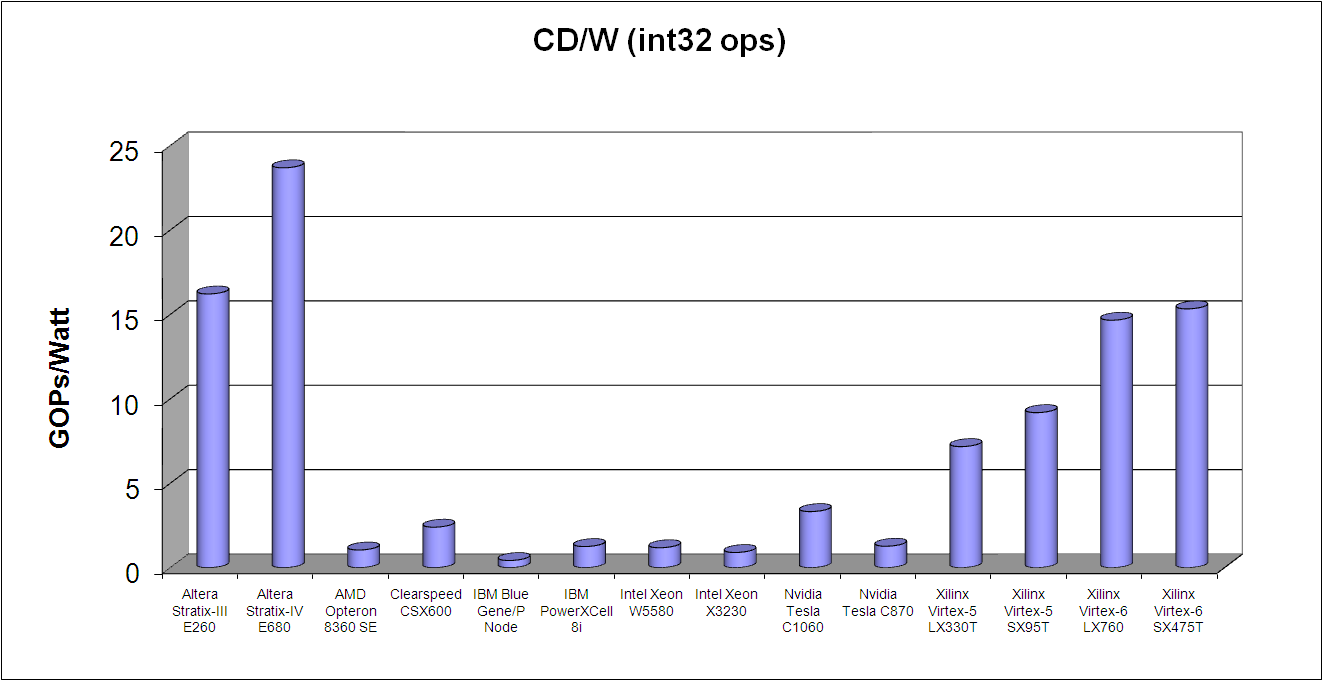 CD/W (int32 ops)
GOPs/Watt
25
20
15
10
5
0
Altera
Stratix-III
E260
Altera
Stratix-IV
E680
AMD
Opteron
8360 SE
Clearspeed
CSX600
IBM Blue
Gene/P
Node
IBM
PowerXCell
8i
Intel Xeon
W5580
Intel Xeon
X3230
Nvidia
Tesla
C1060
Nvidia
Tesla C870
Xilinx
Virtex-5
LX330T
Xilinx
Virtex-5
SX95T
Xilinx
Virtex-6
LX760
Xilinx
Virtex-6
SX475T